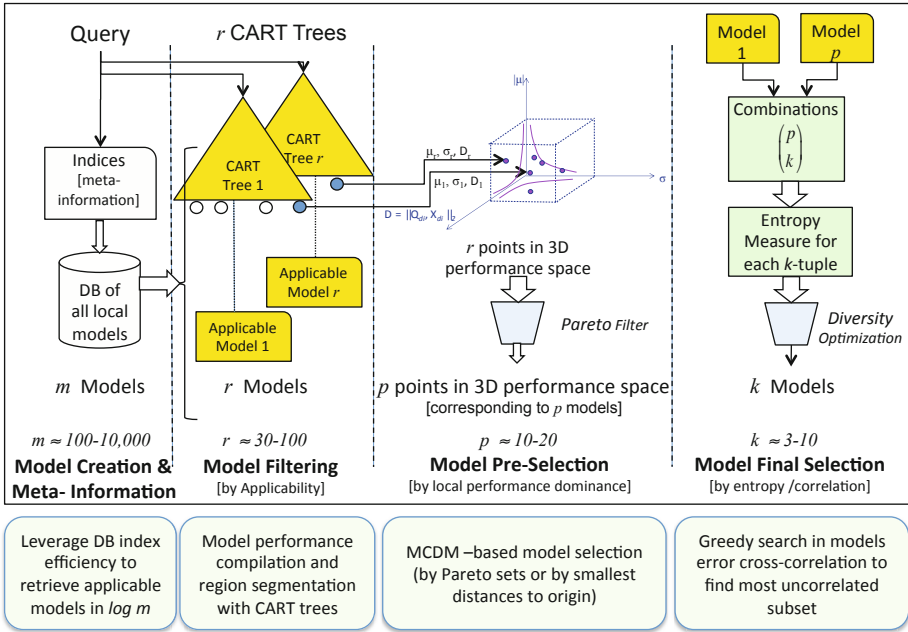 Query
r CART Trees
Indices
[meta-
information]
DB of
all local
models
m Models
m ≈ 100-10,000
Model Creation &
Meta- Information
CART
Tree r
CART
Tree 1
Applicable
Model r
Applicable
Model 1
r Models
r ≈ 30-100
Model Filtering
[by Applicability]
|μ|
σ
μr, σr, Dr
μ1, σ1, D1
D = ||Qdi, Xdi ||2
r points in 3D
performance space
Pareto Filter
p points in 3D performance space
[corresponding to p models]
p ≈ 10-20
Model Pre-Selection
[by local performance dominance]
Model
1
Model
p
Combinations
(p
k)
Entropy
Measure for
each k-tuple
Diversity
Optimization
k Models
k ≈ 3-10
Model Final Selection
[by entropy /correlation]
Leverage DB index
efficiency to
retrieve applicable
models in log m
Model performance
compilation and
region segmentation
with CART trees
MCDM –based model selection
(by Pareto sets or by smallest
distances to origin)
Greedy search in models
error cross-correlation to
find most uncorrelated
subset